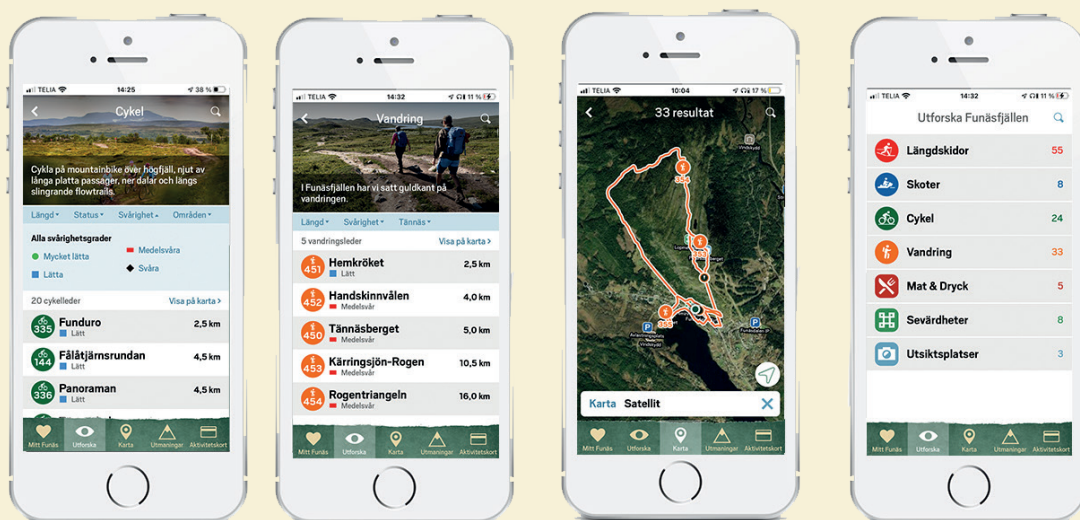 TELIA 14:25 38 %
Cykel
Cykla på mountainbike över högfjäll, njut av
långa platta passager, ner dalar och längs
slingrande flowtrails.
Längd Status Svårighet Områden
Alla svårighetsgrader
Mycket lätta
Medelsvåra
Lätta
Svåra
20 cykelleder Visa på karta >
335 Funduro 2,5 km
Lätt
144 Fålåtjärnsrundan 4,5 km
Lätt
336 Panoraman 4,5 km
Lätt
Mitt Funäs Utforska Karta Utmaningar Aktivitetskort
TELIA 14:32 11 %
Vandring
I Funäsfjällen har vi satt guldkant på
vandringen.
Längd Svårighet Tännäs
5 vandringsleder Visa på karta >
451 Hemkröket 2,5 km
Lätt
452 Handskinnvålen 4,0 km
Medelsvår
450 Tännäsberget 5,0 km
Medelsvår
453 Kärringsjön-Rogen 10,5 km
Medelsvår
454 Rogentriangeln 16,0 km
Medelsvår
Mitt Funäs Utforska Karta Utmaningar Aktivitetskort
TELIA 10:04 17 %
33 resultat
Vindskydd
354
353
355
P
Vindskydd
P
Funäsdalen IP
Karta Satellit
Mitt Funäs Utforska Karta Utmaningar Aktivitetskort
TELIA 14:32 11 %
Utforska Funäsfjällen
Längdskidor 55
Skoter 8
Cykel 24
Vandring 33
Mat & Dryck 5
Sevärdheter 8
Utsiktsplatser 3
Mitt Funäs Utforska Karta Utmaningar Aktivitetskort